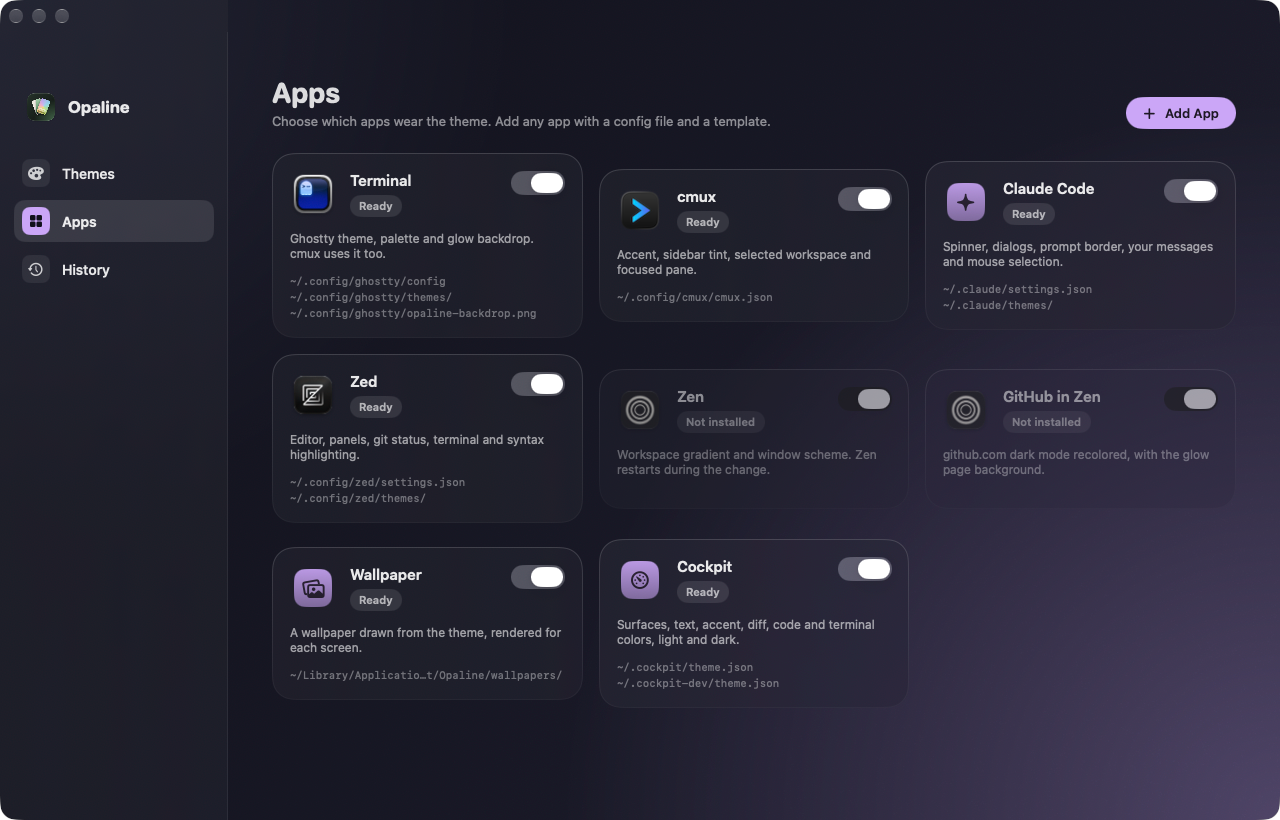 Opaline
Themes
Apps
History
Apps
Choose which apps wear the theme. Add any app with a config file and a template.
Add App
Terminal
Ready
Ghostty theme, palette and glow backdrop.
cmux uses it too.
~/.config/ghostty/config
~/.config/ghostty/themes/
~/.config/ghostty/opaline-backdrop.png
cmux
Ready
Accent, sidebar tint, selected workspace and
focused pane.
~/.config/cmux/cmux.json
Claude Code
Ready
Spinner, dialogs, prompt border, your messages
and mouse selection.
~/.claude/settings.json
~/.claude/themes/
Zed
Ready
Editor, panels, git status, terminal and syntax
highlighting.
~/.config/zed/settings.json
~/.config/zed/themes/
Zen
Not installed
Workspace gradient and window scheme. Zen
restarts during the change.
GitHub in Zen
Not installed
github.com dark mode recolored, with the glow
page background.
Wallpaper
Ready
A wallpaper drawn from the theme, rendered for
each screen.
~/Library/Applicatio…t/Opaline/wallpapers/
Cockpit
Ready
Surfaces, text, accent, diff, code and terminal
colors, light and dark.
~/.cockpit/theme.json
~/.cockpit-dev/theme.json